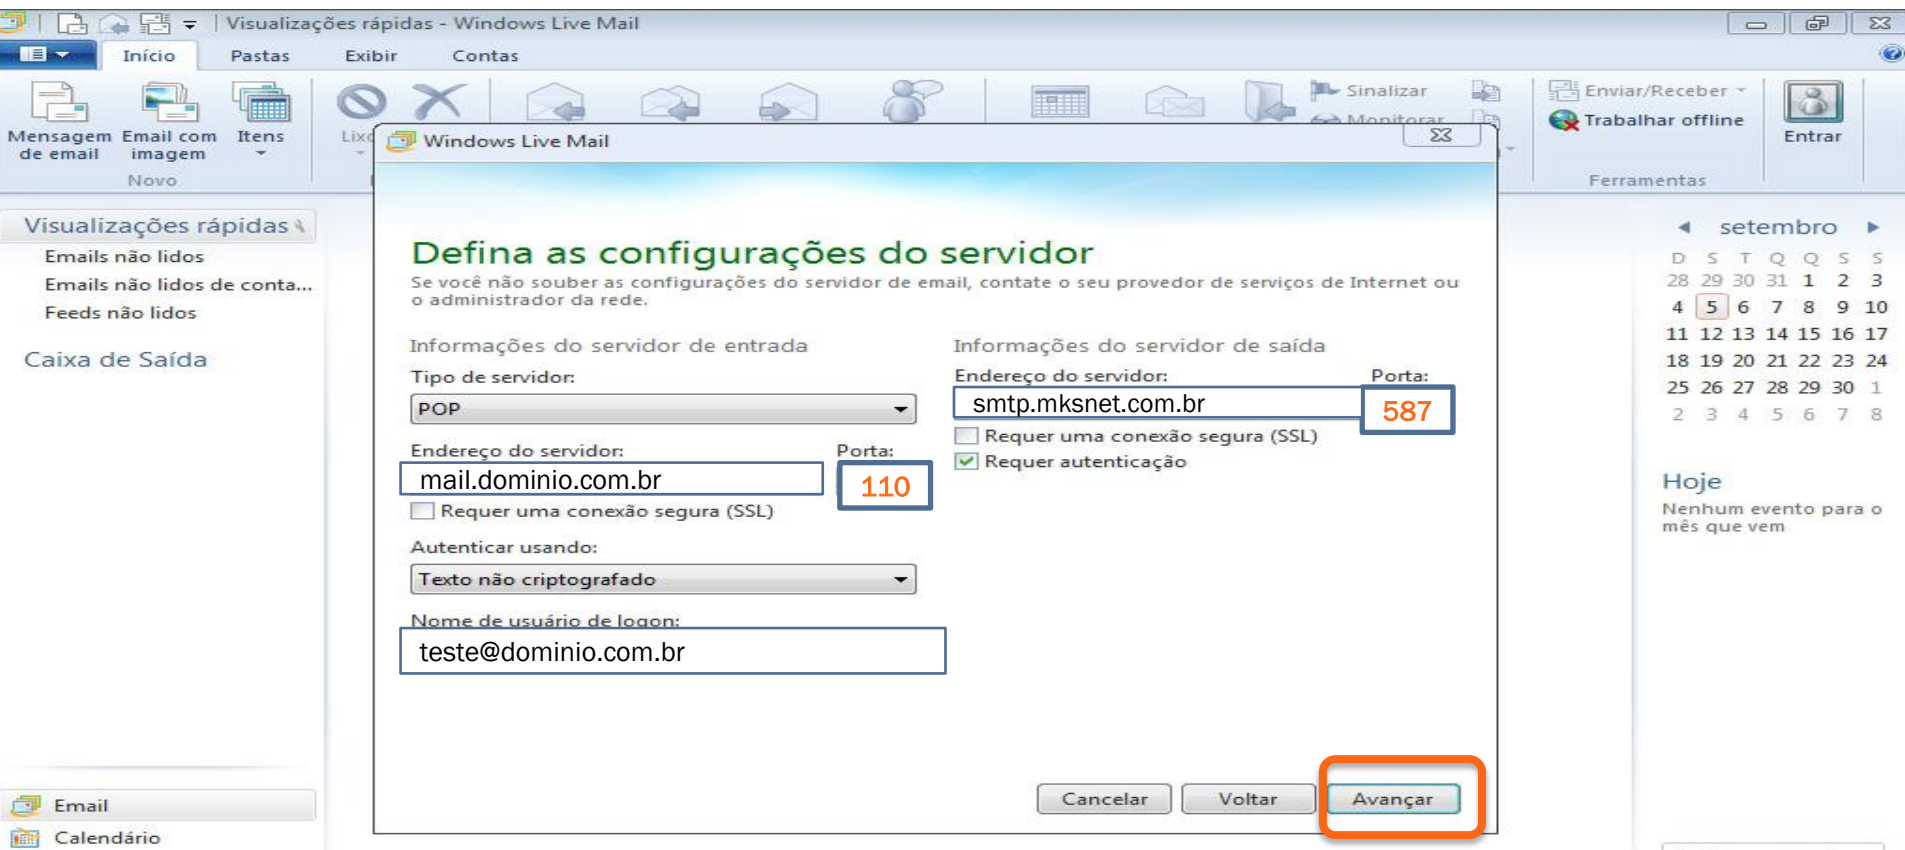 Visualizações rápidas - Windows Live Mail
Início Pastas Exibir Contas
Mensagem de email
Email com imagem
Itens
Novo
Sinalizar
Monitorar
Enviar/Receber
Trabalhar offline
Entrar
Ferramentas
Windows Live Mail
Visualizações rápidas
Emails não lidos
Emails não lidos de conta...
Feeds não lidos
Caixa de Saída
Email
Calendário
Defina as configurações do servidor
Se você não souber as configurações do servidor de email, contate o seu provedor de serviços de Internet ou
o administrador da rede.
Informações do servidor de entrada
Tipo de servidor:
POP
Endereço do servidor: Porta:
mail.dominio.com.br 110
Requer uma conexão segura (SSL)
Autenticar usando:
Texto não criptografado
Nome de usuário de logon:
teste@dominio.com.br
Informações do servidor de saída
Endereço do servidor: Porta:
smtp.mksnet.com.br 587
Requer uma conexão segura (SSL)
Requer autenticação
Cancelar Voltar Avançar
setembro
D S T Q Q S S
28 29 30 31 1 2 3
4 5 6 7 8 9 10
11 12 13 14 15 16 17
18 19 20 21 22 23 24
25 26 27 28 29 30 1
2 3 4 5 6 7 8
Hoje
Nenhum evento para o
mês que vem